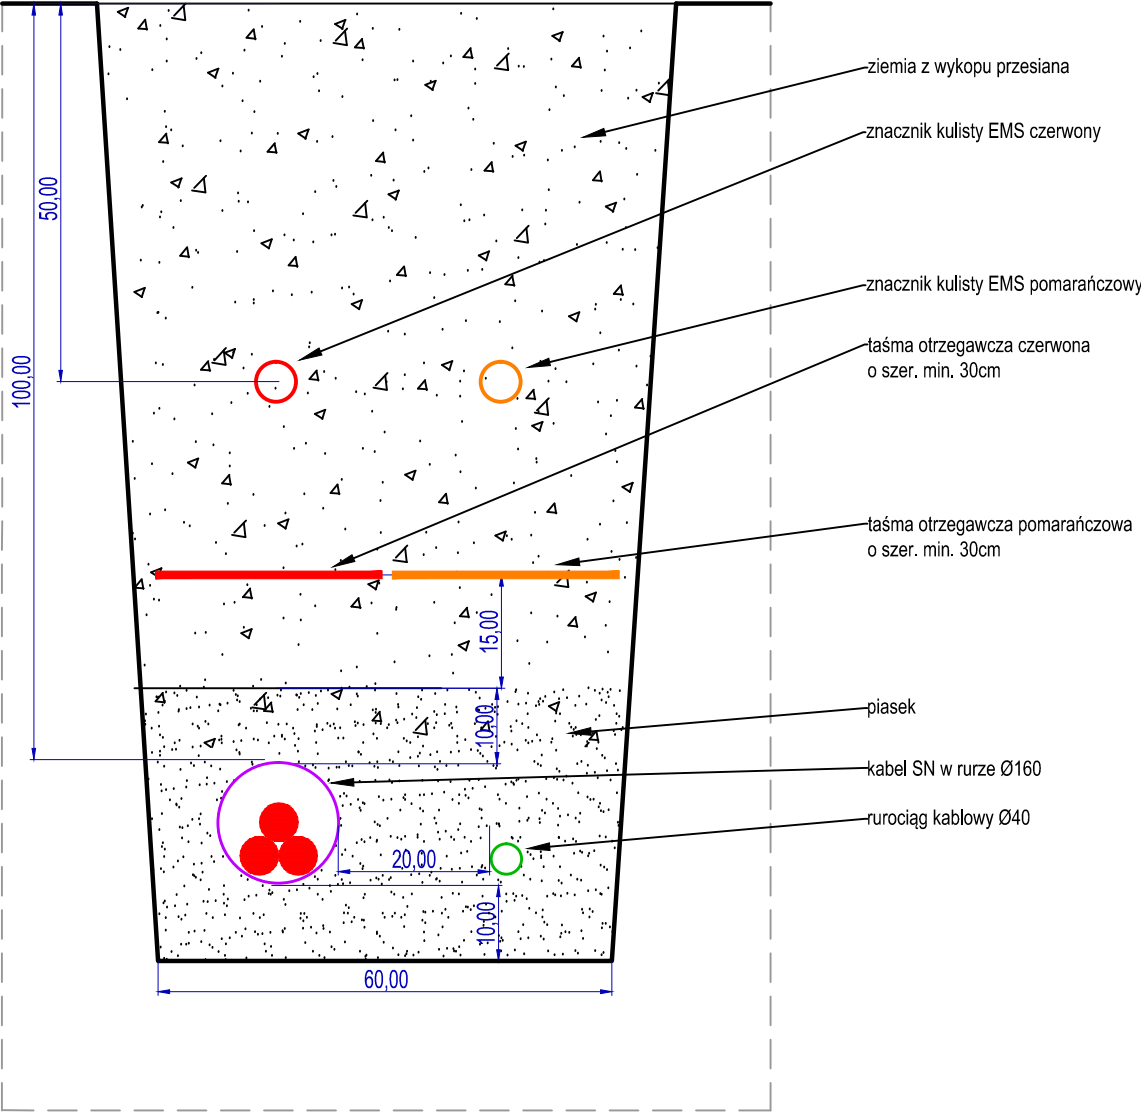 ziemia z wykopu przesiana
znacznik kulisty EMS czerwony
50,00
znacznik kulisty EMS pomarańczowy
taśma otrzegawcza czerwona
o szer. min. 30cm
100,00
taśma otrzegawcza pomarańczowa
o szer. min. 30cm
15,00
10,00
piasek
kabel SN w rurze Ø160
rurociąg kablowy Ø40
20,00
10,00
60,00